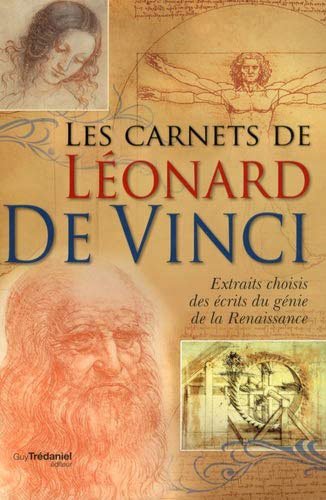 LES CARNETS DE
LÉONARD
DE VINCI
Extraits choisis
des écrits du génie
de la Renaissance
Guy Trédaniel
éditeur